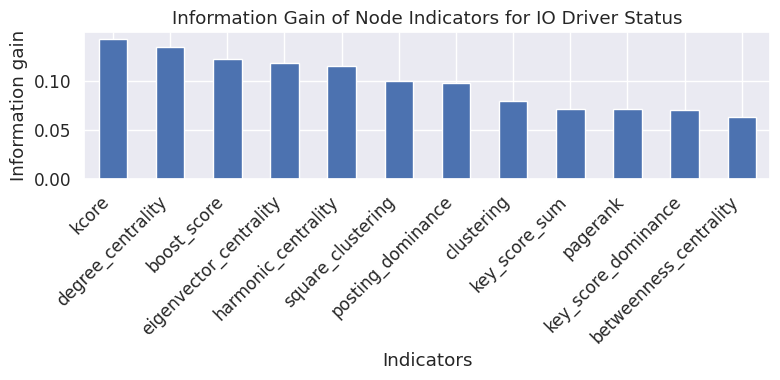 Information Gain of Node Indicators for IO Driver Status
Information gain
0.10
0.05
0.00
kcore
degree_centrality
boost_score
eigenvector_centrality
harmonic_centrality
square_clustering
posting_dominance
clustering
key_score_sum
pagerank
key_score_dominance
betweenness_centrality
Indicators